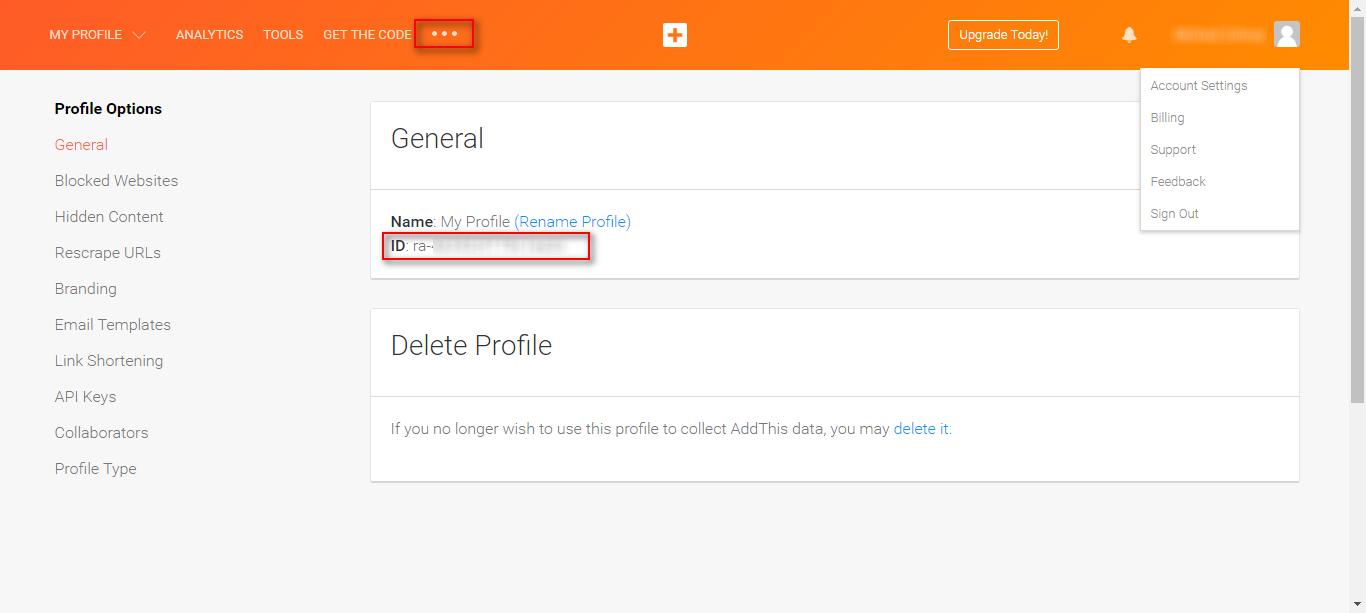 MY PROFILE
ANALYTICS
TOOLS
GET THE CODE
Upgrade Today!
Account Settings
Billing
Support
Feedback
Sign Out
Profile Options
General
Blocked Websites
Hidden Content
Rescrape URLs
Branding
Email Templates
Link Shortening
API Keys
Collaborators
Profile Type
General
Name: My Profile (Rename Profile)
ID: ra-
Delete Profile
If you no longer wish to use this profile to collect AddThis data, you may delete it.